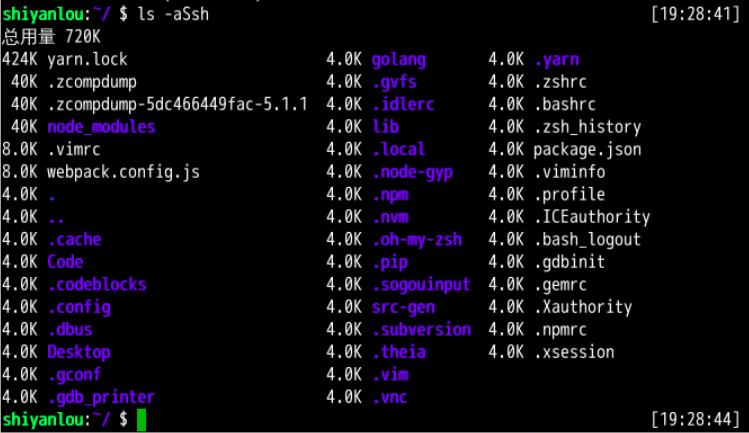 shiyanlou:~/ $ ls -aSsh [19:28:41]
总用量 720K
424K yarn.lock 4.0K golang 4.0K .yarn
40K .zcompdump 4.0K .gvfs 4.0K .zshrc
40K .zcompdump-5dc466449fac-5.1.1 4.0K .idlerc 4.0K .bashrc
40K node_modules 4.0K lib 4.0K .zsh_history
8.0K .vimrc 4.0K .local 4.0K package.json
8.0K webpack.config.js 4.0K .node-gyp 4.0K .viminfo
4.0K . 4.0K .npm 4.0K .profile
4.0K .. 4.0K .nvm 4.0K .ICEauthority
4.0K .cache 4.0K .oh-my-zsh 4.0K .bash_logout
4.0K Code 4.0K .pip 4.0K .gdbinit
4.0K .codeblocks 4.0K .sogouinput 4.0K .gemrc
4.0K .config 4.0K src-gen 4.0K .Xauthority
4.0K .dbus 4.0K .subversion 4.0K .npmrc
4.0K Desktop 4.0K .theia 4.0K .xsession
4.0K .gconf 4.0K .vim
4.0K .gdb_printer 4.0K .vnc
shiyanlou:~/ $ [19:28:44]